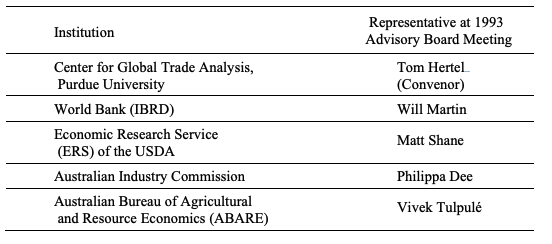 Institution
Representative at 1993
Advisory Board Meeting
Center for Global Trade Analysis,
Purdue University
Tom Hertel
(Convenor)
World Bank (IBRD)
Will Martin
Economic Research Service
(ERS) of the USDA
Matt Shane
Australian Industry Commission
Philippa Dee
Australian Bureau of Agricultural
and Resource Economics (ABARE)
Vivek Tulpulé